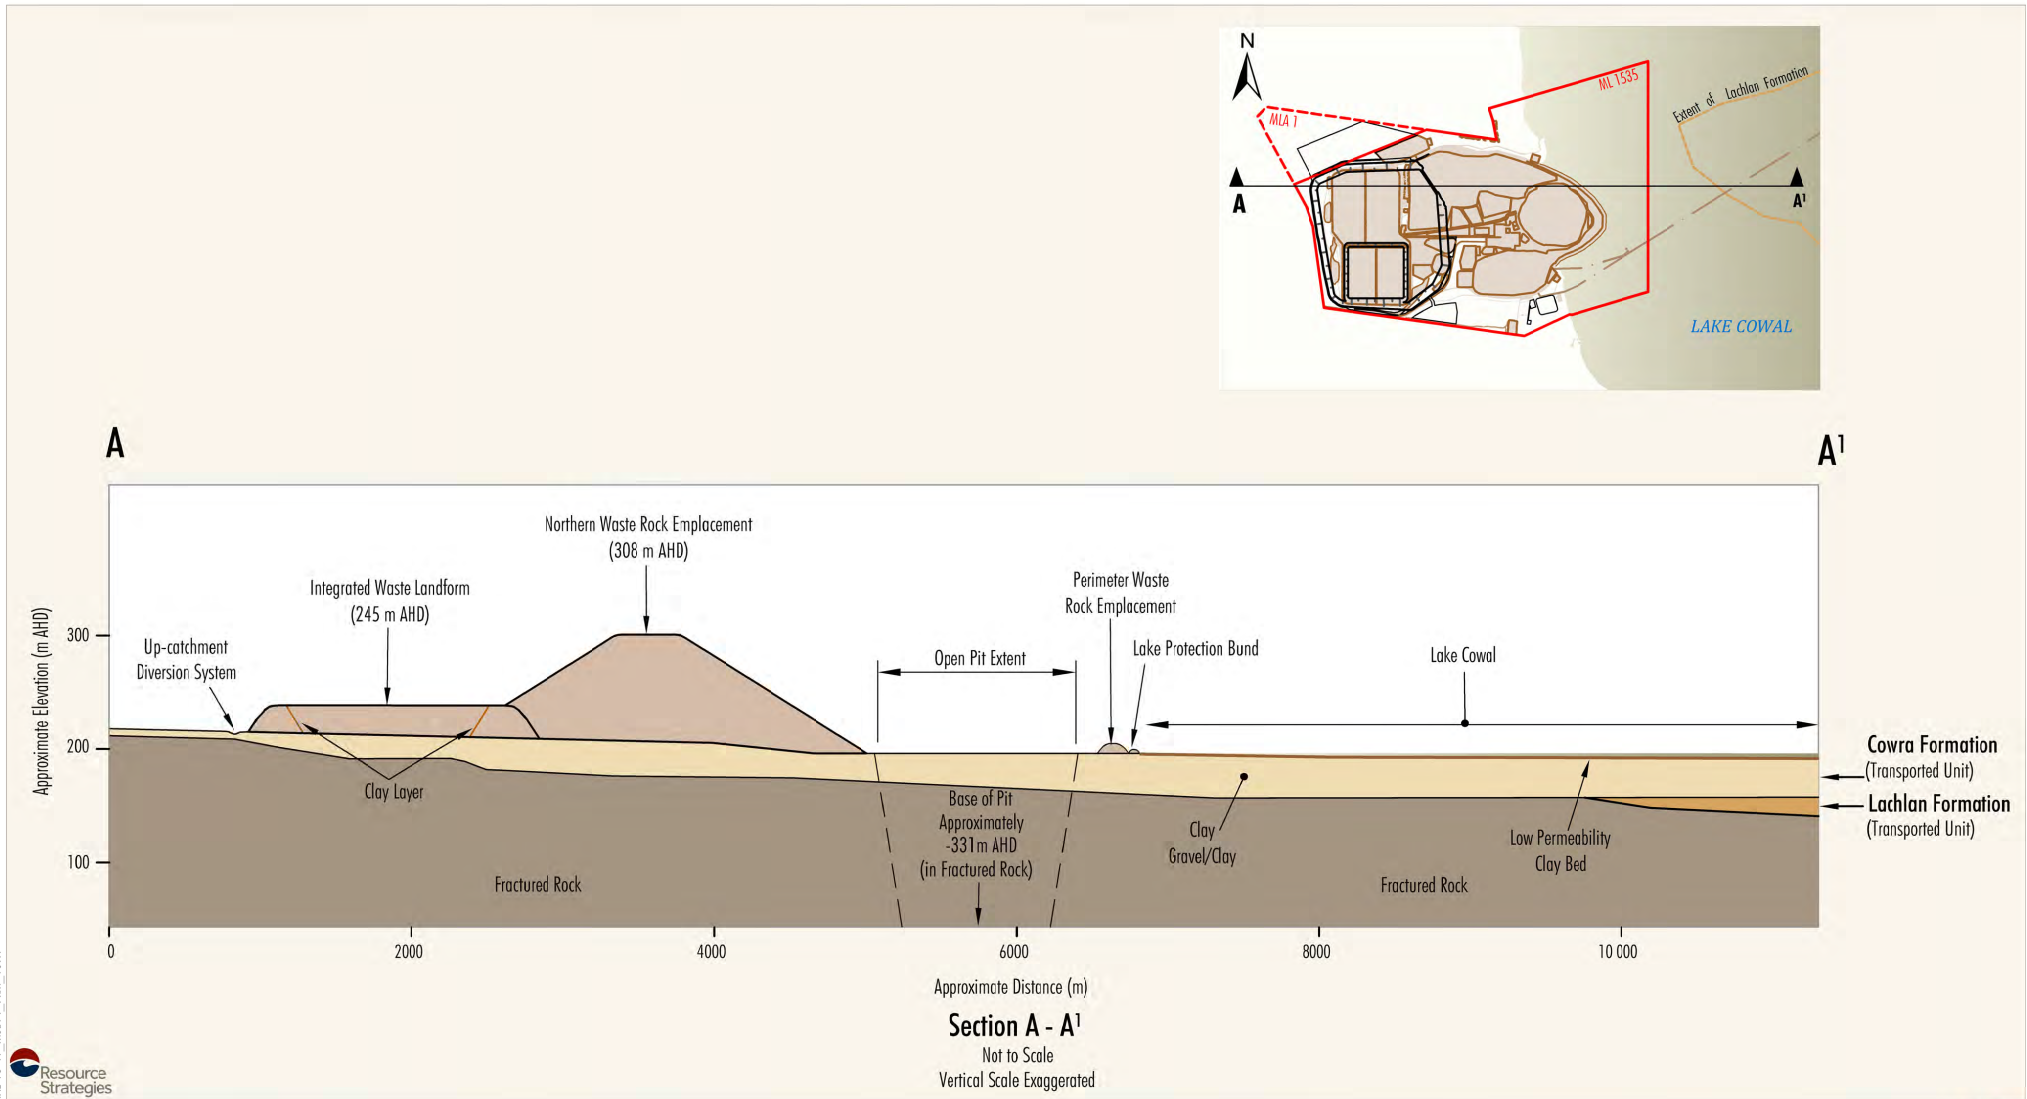 N
ML 1535
Extent of Lachlan Formation
MLA 1
A
A1
LAKE COWAL
A
A1
Northern Waste Rock Emplacement
(308 m AHD)
Integrated Waste Landform
(245 m AHD)
Perimeter Waste
Rock Emplacement
Up-catchment
Diversion System
Lake Protection Bund
Open Pit Extent
Lake Cowal
Approximate Elevation (m AHD)
300
200
100
Clay Layer
Base of Pit
Approximately
-331m AHD
(in Fractured Rock)
Clay
Gravel/Clay
Low Permeability
Clay Bed
Cowra Formation
(Transported Unit)
Lachlan Formation
(Transported Unit)
Fractured Rock
Fractured Rock
0
2000
4000
6000
8000
10 000
Approximate Distance (m)
Section A - A1
Not to Scale
Vertical Scale Exaggerated
Resource
Strategies